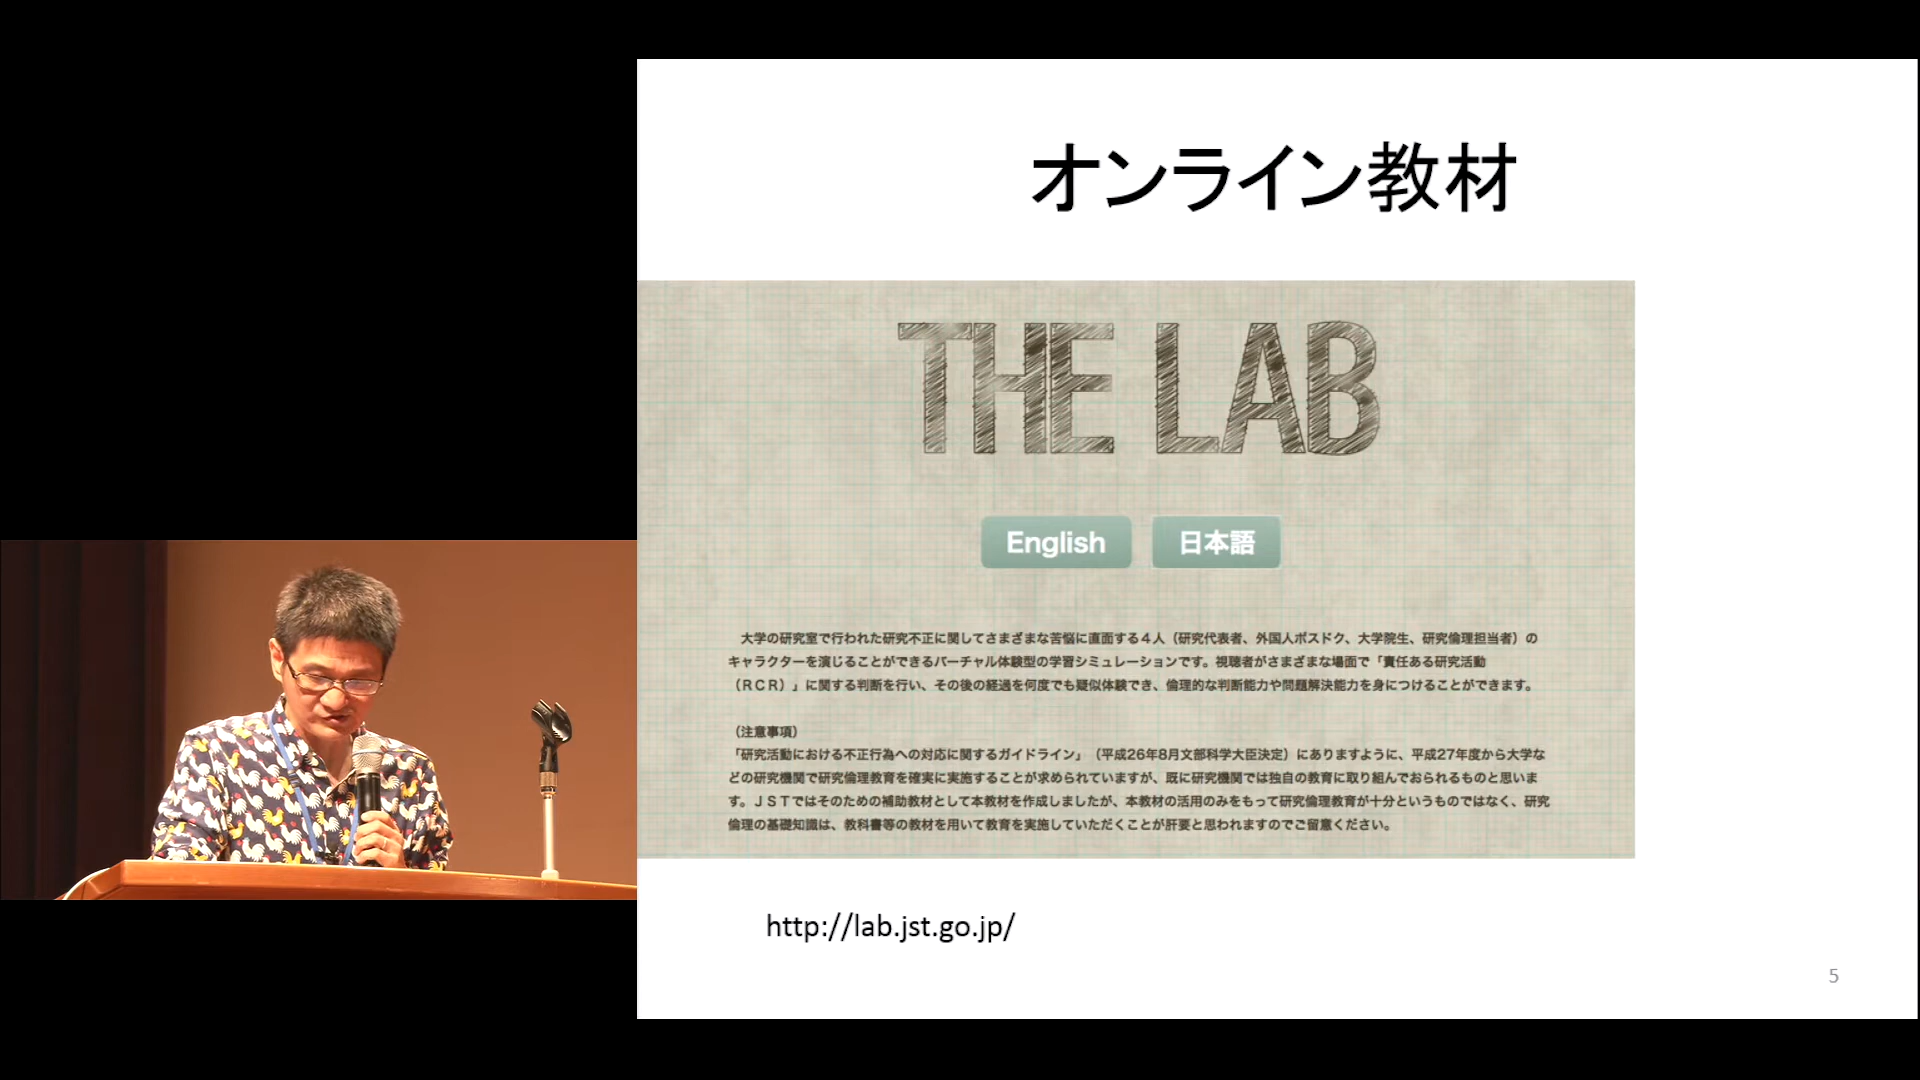 オンライン教材
THE LAB
English
日本語
大学の研究室で行われた研究不正に関してさまざまな苦悩に直面する４人（研究代表者、外国人ポスドク、大学院生、研究倫理担当者）の
キャラクターを演じることができるバーチャル体験型の学習シミュレーションです。視聴者がさまざまな場面で「責任ある研究活動
（ＲＣＲ）」に関する判断を行い、その後の経過を何度でも疑似体験でき、倫理的な判断能力や問題解決能力を身につけることができます。
（注意事項）
「研究活動における不正行為への対応に関するガイドライン」（平成26年8月文部科学大臣決定）にありますように、平成27年度から大学な
どの研究機関で研究倫理教育を確実に実施することが求められていますが、既に研究機関では独自の教育に取り組んでおられるものと思いま
す。ＪＳＴではそのための補助教材として本教材を作成しましたが、本教材の活用のみをもって研究倫理教育が十分というものではなく、研究
倫理の基礎知識は、教科書等の教材を用いて教育を実施していただくことが肝要と思われますのでご留意ください。
http://lab.jst.go.jp/
5